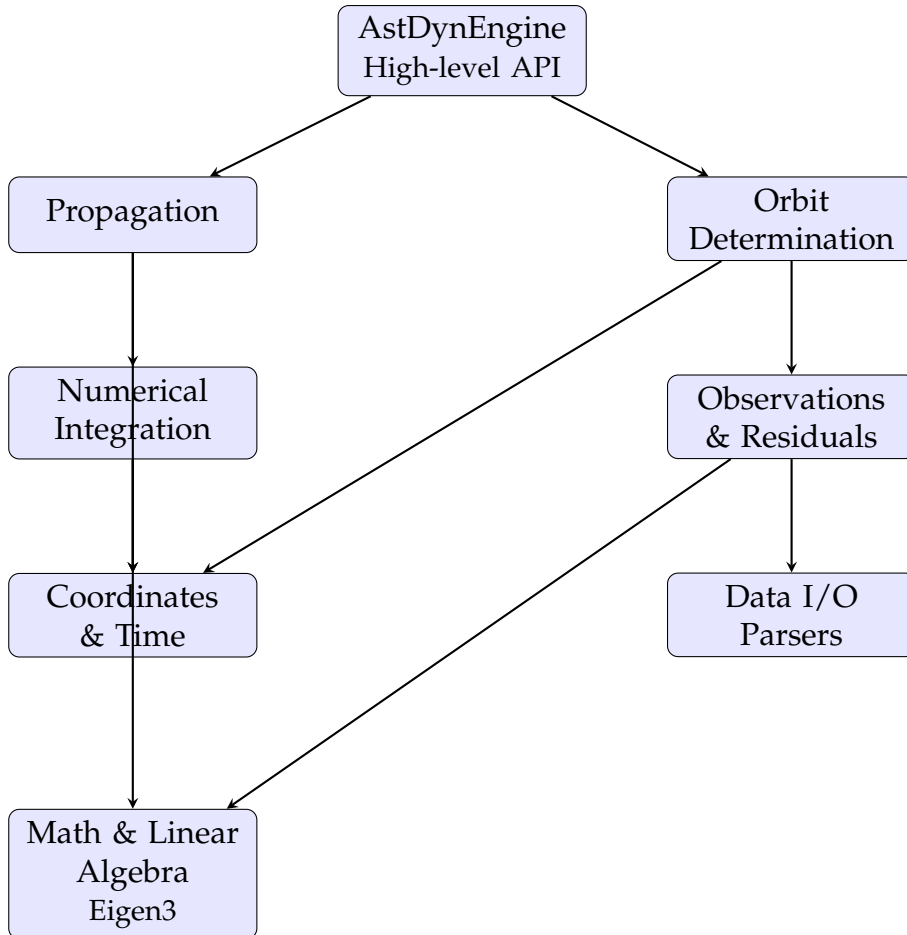 AstDynEngine
High-level API
Propagation
Orbit
Determination
Numerical
Integration
Observations
& Residuals
Coordinates
& Time
Data I/O
Parsers
Math & Linear
Algebra
Eigen3